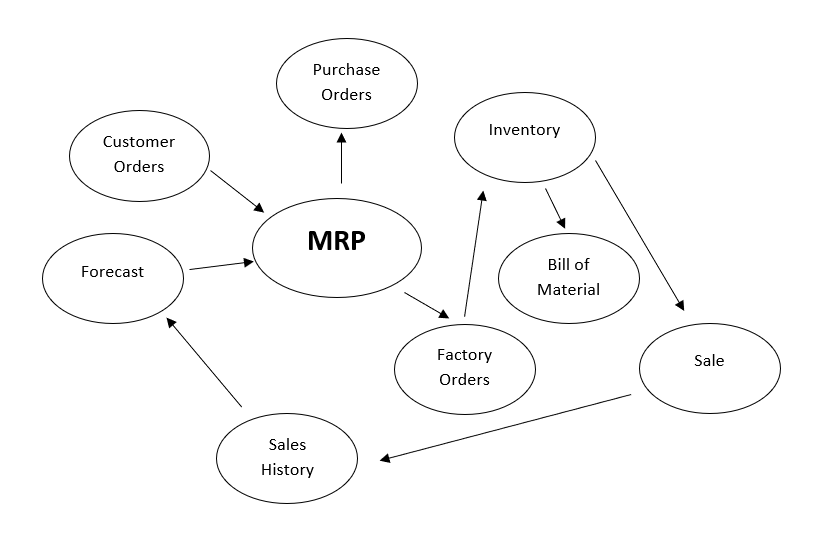 Purchase
Orders
Customer
Orders
Inventory
MRP
Forecast
Bill of
Material
Factory
Orders
Sale
Sales
History